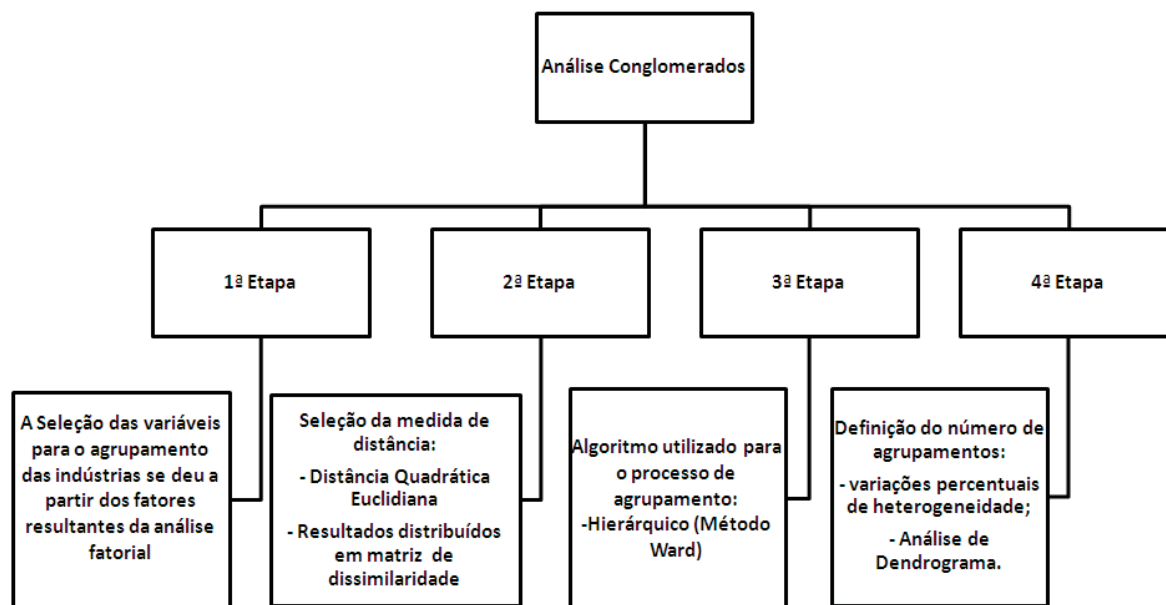 Análise Conglomerados
1ª Etapa
2ª Etapa
3ª Etapa
4ª Etapa
A Seleção das variáveis
para o agrupamento
das indústrias se deu a
partir dos fatores
resultantes da análise
fatorial
Seleção da medida de
distância:
- Distância Quadrática
Euclidiana
- Resultados distribuídos
em matriz de
dissimilaridade
Algoritmo utilizado para
o processo de
agrupamento:
-Hierárquico (Método
Ward)
Definição do número de
agrupamentos:
- variações percentuais
de heterogeneidade;
- Análise de
Dendrograma.